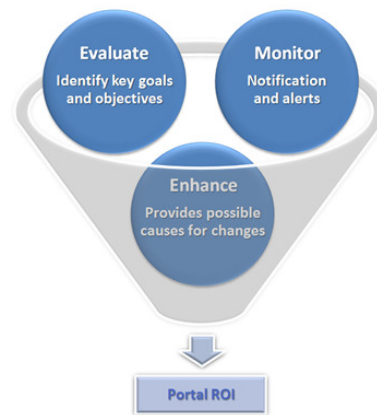 Evaluate
Identify key goals
and objectives
Monitor
Notification
and alerts
Enhance
Provides possible
causes for changes
Portal ROI